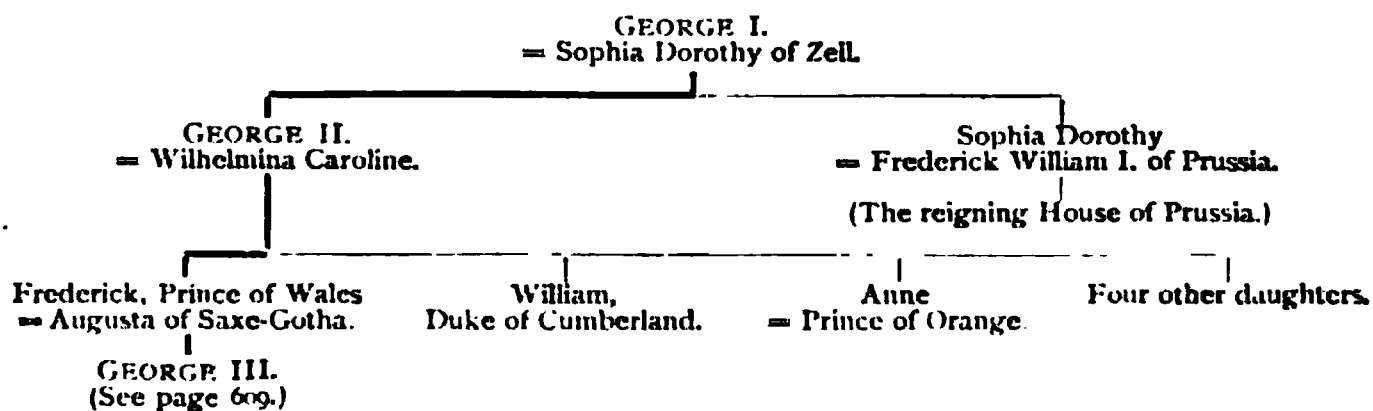 GEORGE I.
= Sophia Dorothy of Zell.
GEORGE II.
= Wilhelmina Caroline.
Sophia Dorothy
= Frederick William I. of Prussia.
(The reigning House of Prussia.)
Frederick, Prince of Wales
= Augusta of Saxe-Gotha.
William,
Duke of Cumberland.
Anne
= Prince of Orange.
Four other daughters.
GEORGE III.
(See page 609.)